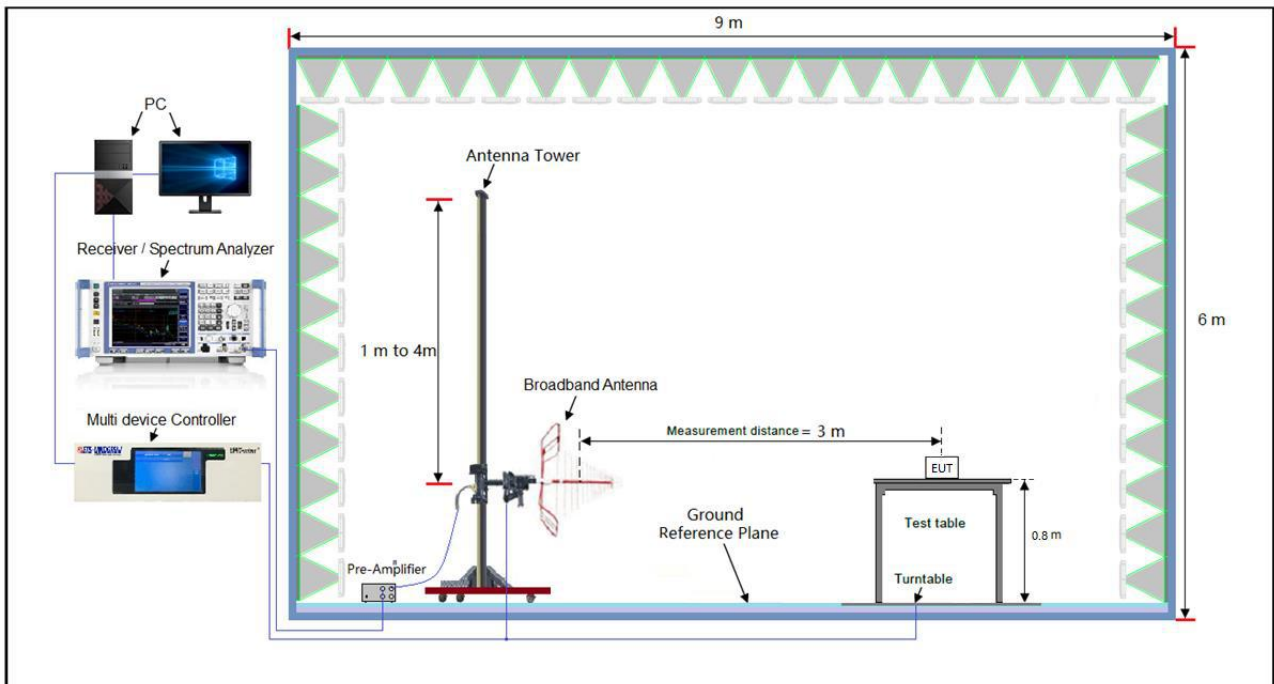 9 m
PC
Antenna Tower
Receiver / Spectrum Analyzer
6 m
1 m to 4m
Broadband Antenna
Multi device Controller
Measurement distance = 3 m
EUT
Ground
Reference Plane
Test table
0.8 m
Pre-Amplifier
Turntable